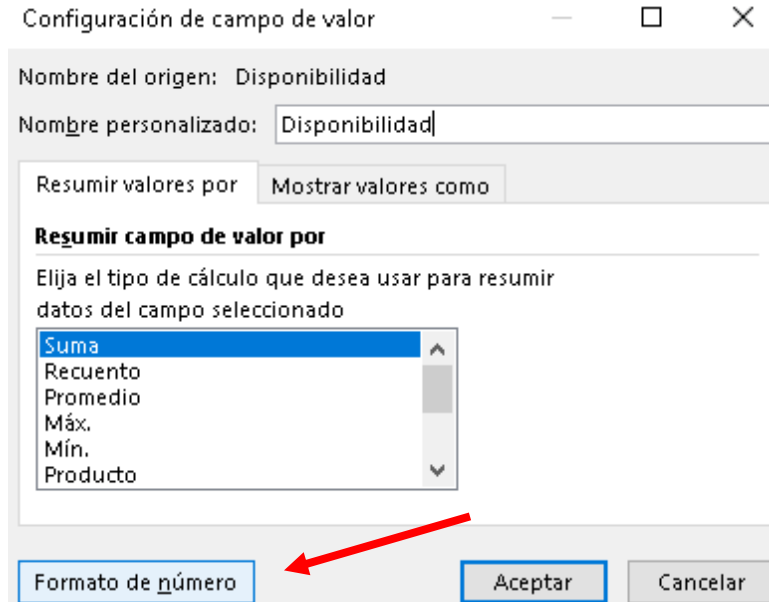 Configuración de campo de valor
Nombre del origen: Disponibilidad
Nombre personalizado: Disponibilidad
Resumir valores por Mostrar valores como
Resumir campo de valor por
Elija el tipo de cálculo que desea usar para resumir
datos del campo seleccionado
Suma
Recuento
Promedio
Máx.
Mín.
Producto
Formato de número Aceptar Cancelar